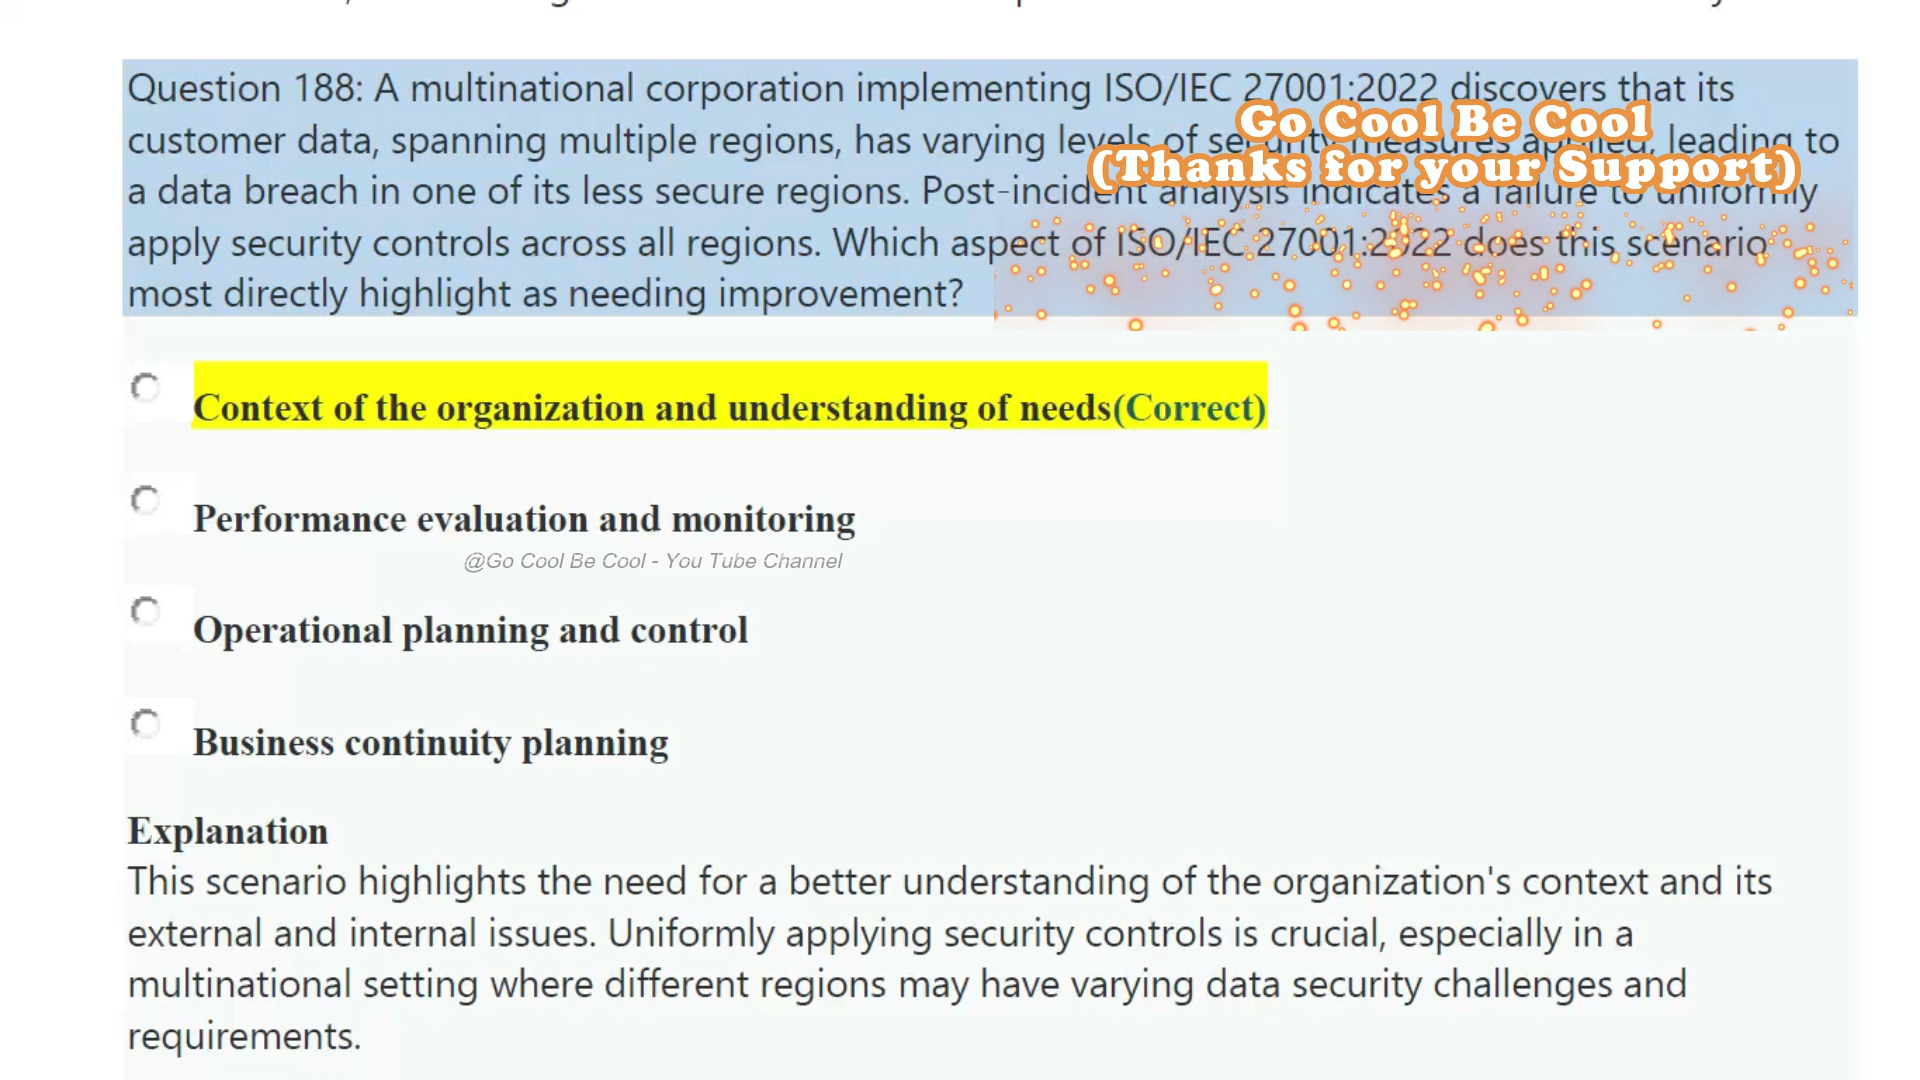 Question 188: A multinational corporation implementing ISO/IEC 27001:2022 discovers that its
Go Cool Be Cool
customer data, spanning multiple regions, has varying levels of security measures applied, leading to
(Thanks for your Support)
a data breach in one of its less secure regions. Post-incident analysis indicates a failure to uniformly
apply security controls across all regions. Which aspect of ISO/IEC 27001:2022 does this scenario
most directly highlight as needing improvement?
Context of the organization and understanding of needs(Correct)
Performance evaluation and monitoring
@Go Cool Be Cool - You Tube Channel
Operational planning and control
Business continuity planning
Explanation
This scenario highlights the need for a better understanding of the organization's context and its
external and internal issues. Uniformly applying security controls is crucial, especially in a
multinational setting where different regions may have varying data security challenges and
requirements.